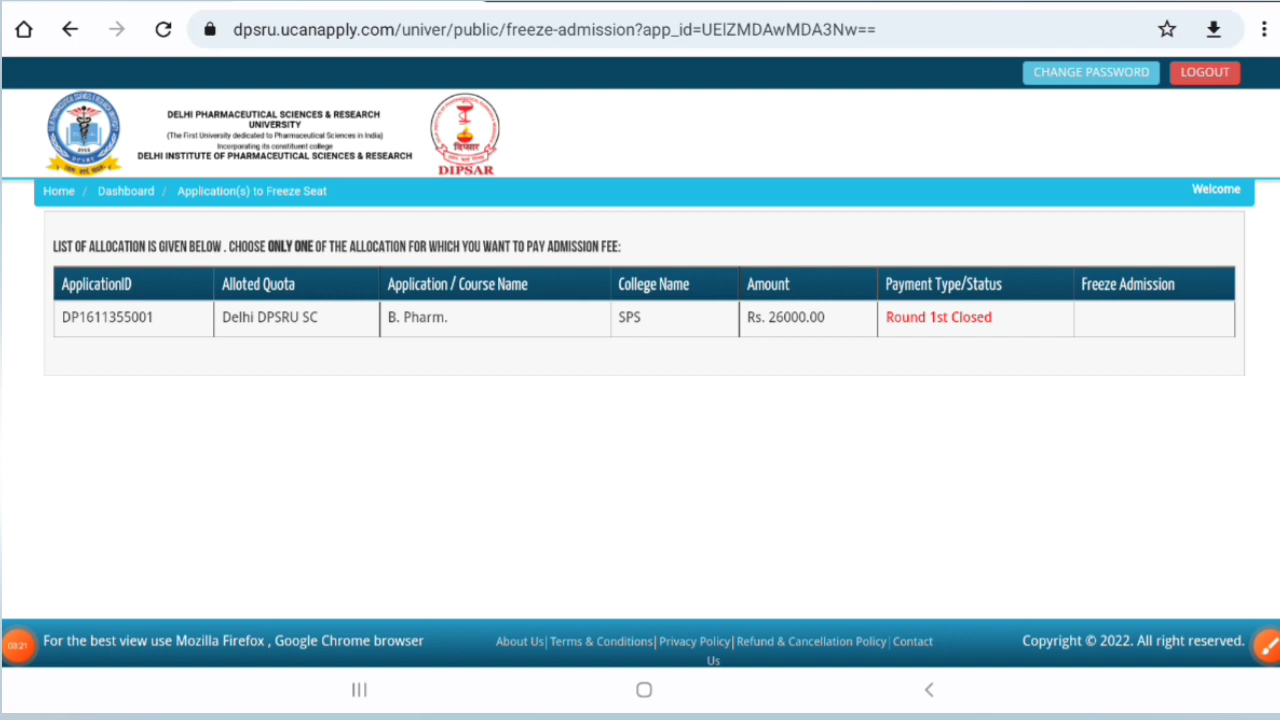 dpsru.ucanapply.com/univer/public/freeze-admission?app_id=UElZMDAwMDA3Nw==
CHANGE PASSWORD LOGOUT
DELHI PHARMACEUTICAL SCIENCES & RESEARCH
UNIVERSITY
(The First University dedicated to Pharmaceutical Sciences in India)
Incorporating its constituent college
DELHI INSTITUTE OF PHARMACEUTICAL SCIENCES & RESEARCH
DPSRU
दिपसार
DIPSAR
Home / Dashboard / Application(s) to Freeze Seat Welcome
LIST OF ALLOCATION IS GIVEN BELOW . CHOOSE ONLY ONE OF THE ALLOCATION FOR WHICH YOU WANT TO PAY ADMISSION FEE:
ApplicationID Alloted Quota Application / Course Name College Name Amount Payment Type/Status Freeze Admission
DP1611355001 Delhi DPSRU SC B. Pharm. SPS Rs. 26000.00 Round 1st Closed
03:21
For the best view use Mozilla Firefox , Google Chrome browser About Us| Terms & Conditions| Privacy Policy| Refund & Cancellation Policy| Contact Us Copyright © 2022. All right reserved.